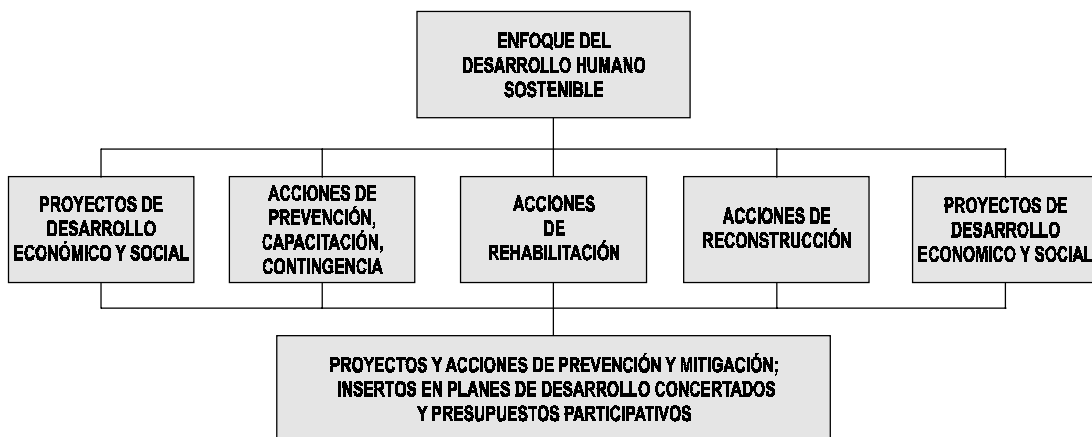 ENFOQUE DEL
DESARROLLO HUMANO
SOSTENIBLE
PROYECTOS DE
DESARROLLO
ECONÓMICO Y SOCIAL
ACCIONES DE
PREVENCIÓN,
CAPACITACIÓN,
CONTINGENCIA
ACCIONES
DE
REHABILITACIÓN
ACCIONES DE
RECONSTRUCCIÓN
PROYECTOS DE
DESARROLLO
ECONOMICO Y SOCIAL
PROYECTOS Y ACCIONES DE PREVENCIÓN Y MITIGACIÓN;
INSERTOS EN PLANES DE DESARROLLO CONCERTADOS
Y PRESUPUESTOS PARTICIPATIVOS